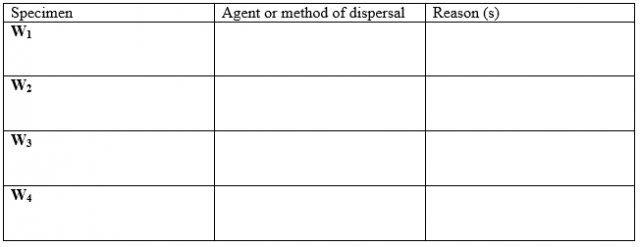 Specimen Agent or method of dispersal Reason (s)
W₁
W₂
W₃
W₄